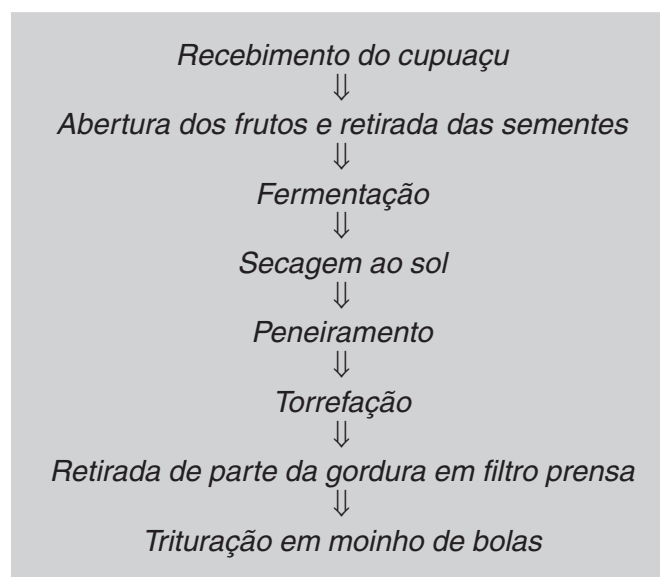 Recebimento do cupuaçu
⇓
Abertura dos frutos e retirada das sementes
⇓
Fermentação
⇓
Secagem ao sol
⇓
Peneiramento
⇓
Torrefação
⇓
Retirada de parte da gordura em filtro prensa
⇓
Trituração em moinho de bolas